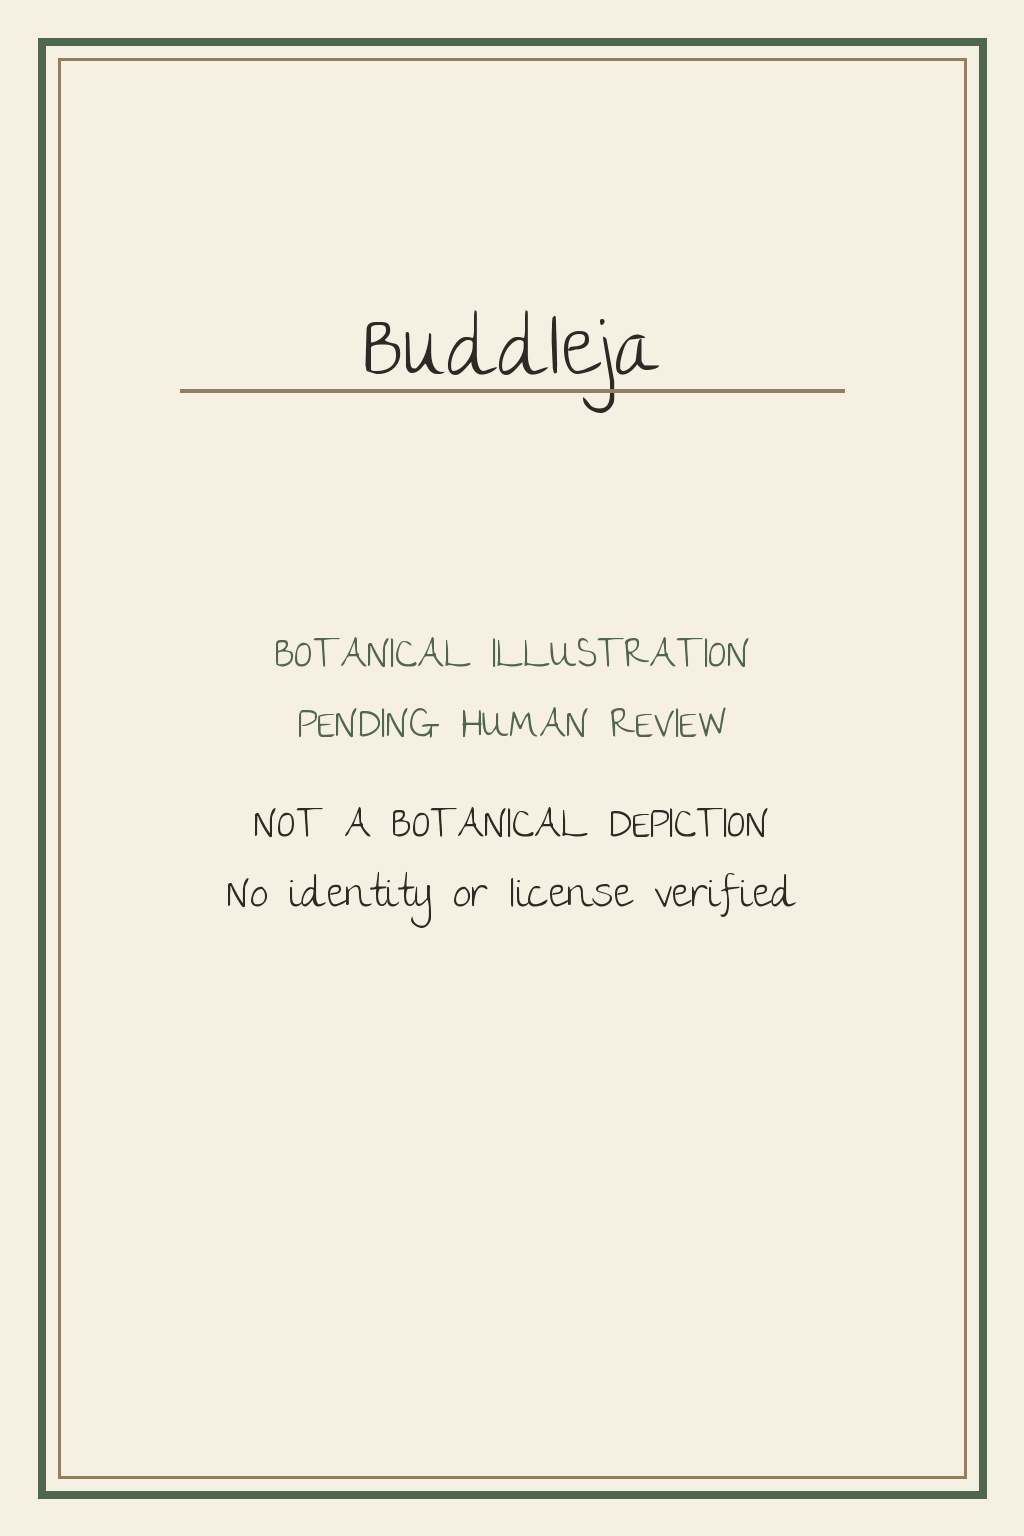 Buddleja
BOTANICAL ILLUSTRATION
PENDING HUMAN REVIEW
NOT A BOTANICAL DEPICTION
No identity or license verified